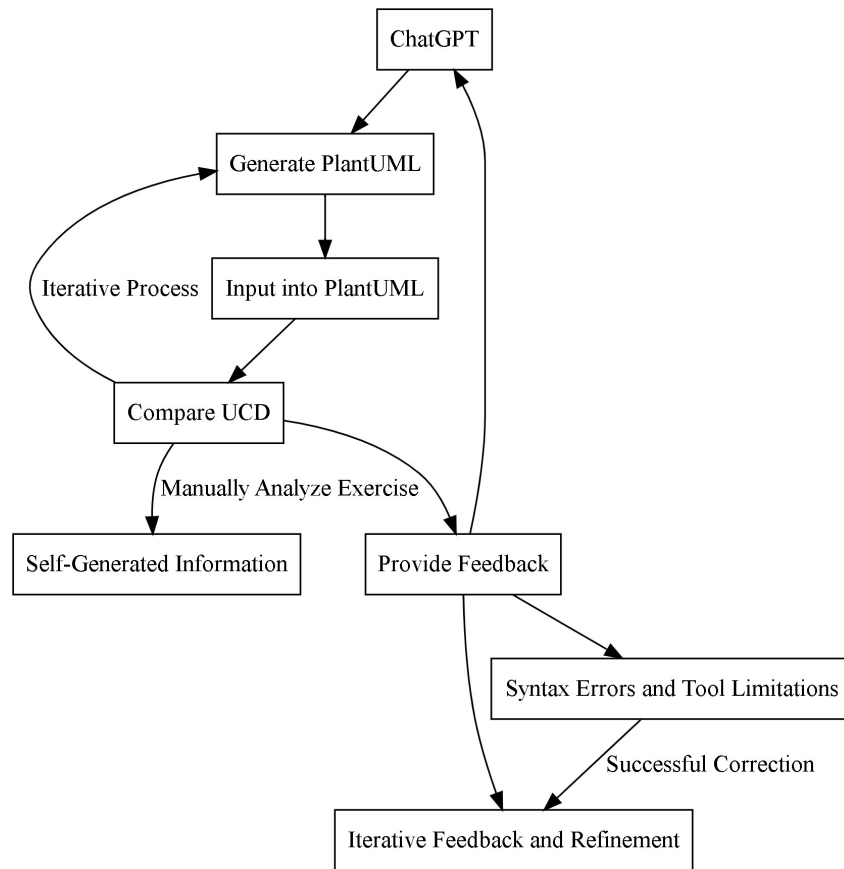 ChatGPT
Generate PlantUML
Iterative Process
Input into PlantUML
Compare UCD
Manually Analyze Exercise
Self-Generated Information
Provide Feedback
Syntax Errors and Tool Limitations
Successful Correction
Iterative Feedback and Refinement